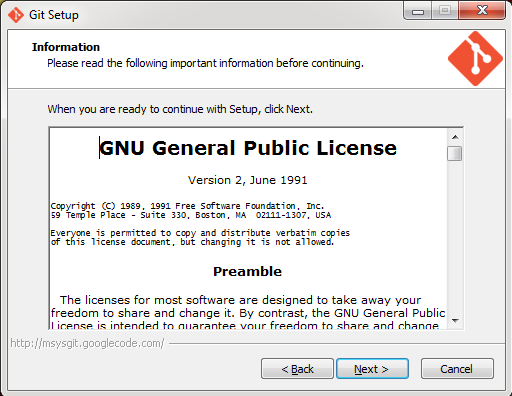 Git Setup
Information
Please read the following important information before continuing.
When you are ready to continue with Setup, click Next.
GNU General Public License
Version 2, June 1991
Copyright (C) 1989, 1991 Free Software Foundation, Inc.
59 Temple Place - Suite 330, Boston, MA  02111-1307, USA
Everyone is permitted to copy and distribute verbatim copies
of this license document, but changing it is not allowed.
Preamble
The licenses for most software are designed to take away your
freedom to share and change it. By contrast, the GNU General Public
License is intended to guarantee your freedom to share and change
http://msysgit.googlecode.com/
< Back
Next >
Cancel